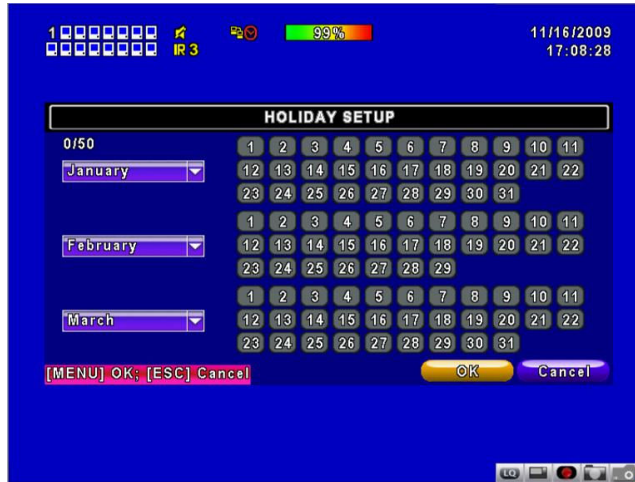 1
IR 3
99%
11/16/2009
17:08:28
HOLIDAY SETUP
0/50
January
1 2 3 4 5 6 7 8 9 10 11
12 13 14 15 16 17 18 19 20 21 22
23 24 25 26 27 28 29 30 31
February
1 2 3 4 5 6 7 8 9 10 11
12 13 14 15 16 17 18 19 20 21 22
23 24 25 26 27 28 29
March
1 2 3 4 5 6 7 8 9 10 11
12 13 14 15 16 17 18 19 20 21 22
23 24 25 26 27 28 29 30 31
[MENU] OK; [ESC] Cancel
OK
Cancel
LQ